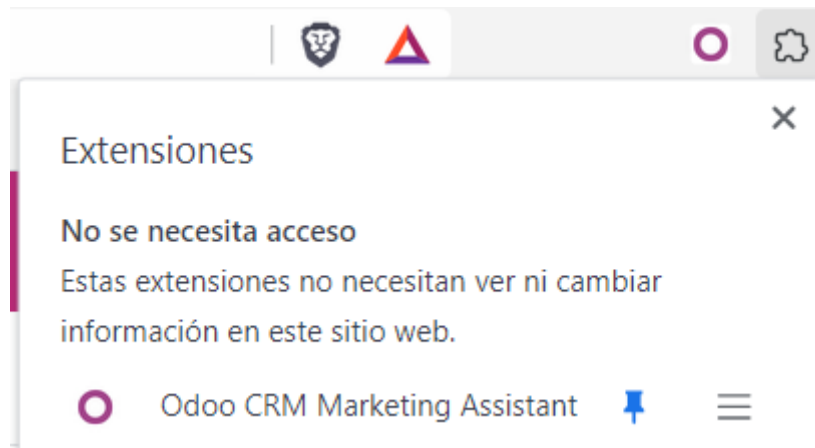 Extensiones
No se necesita acceso
Estas extensiones no necesitan ver ni cambiar
información en este sitio web.
Odoo CRM Marketing Assistant